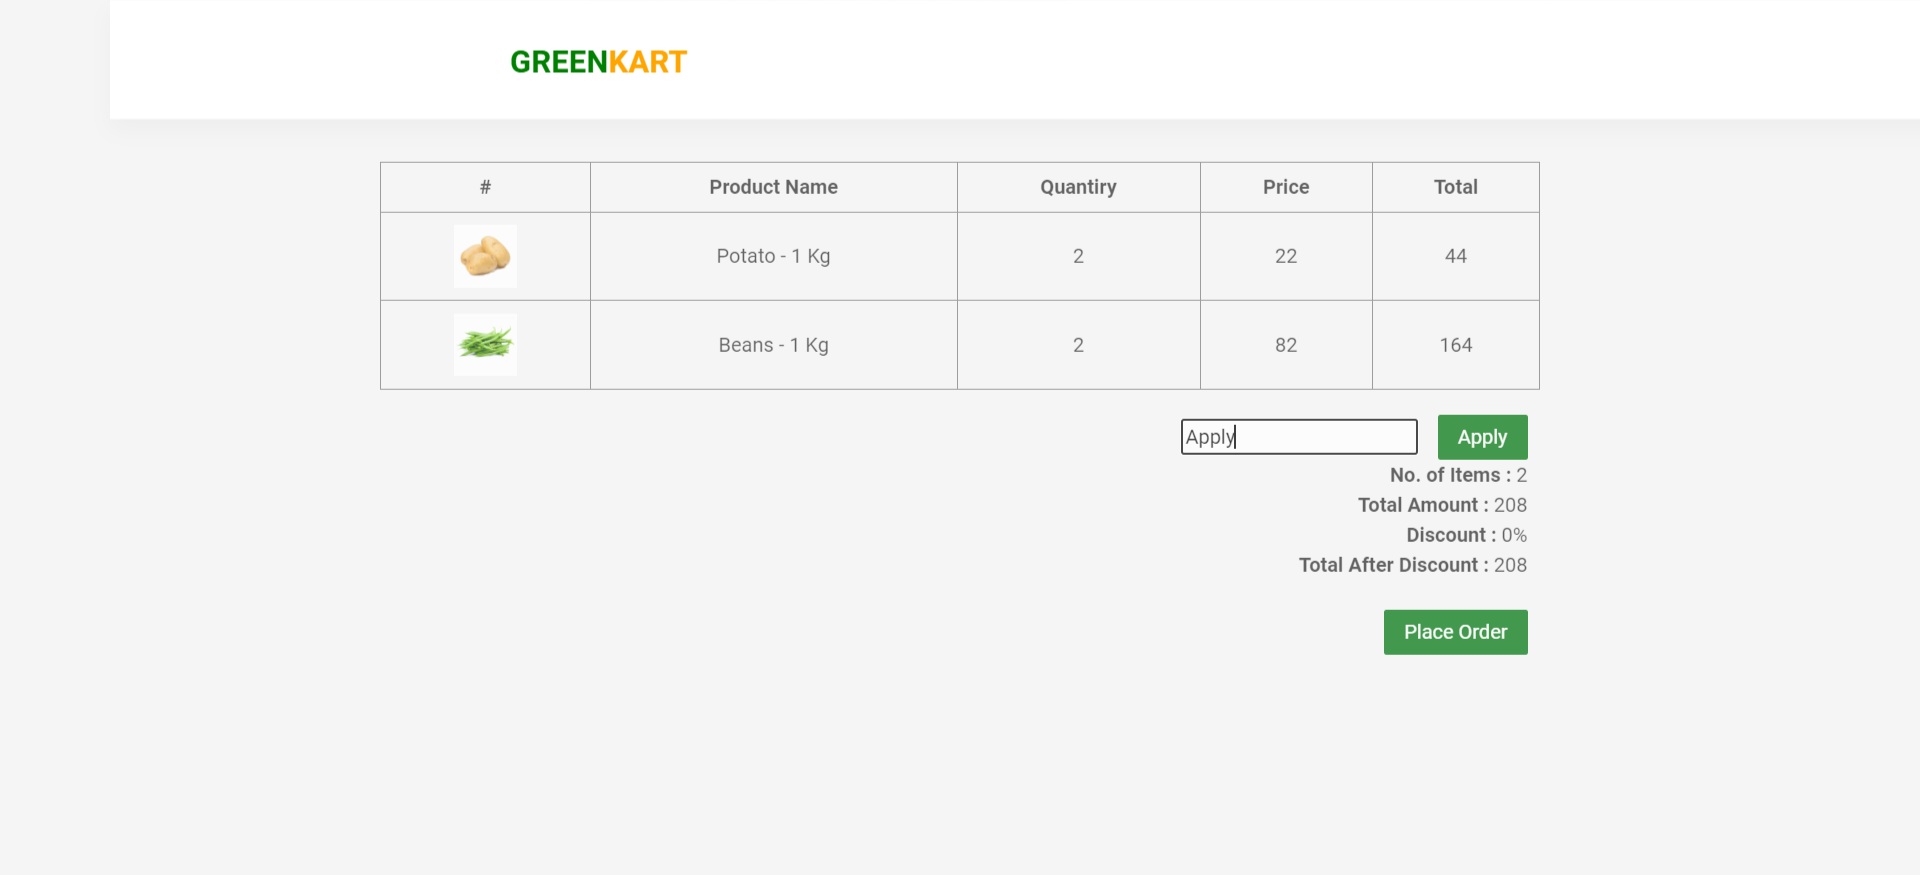 GREENKART
# Product Name Quantiry Price Total
Potato - 1 Kg 2 22 44
Beans - 1 Kg 2 82 164
Apply Apply
No. of Items : 2
Total Amount : 208
Discount : 0%
Total After Discount : 208
Place Order